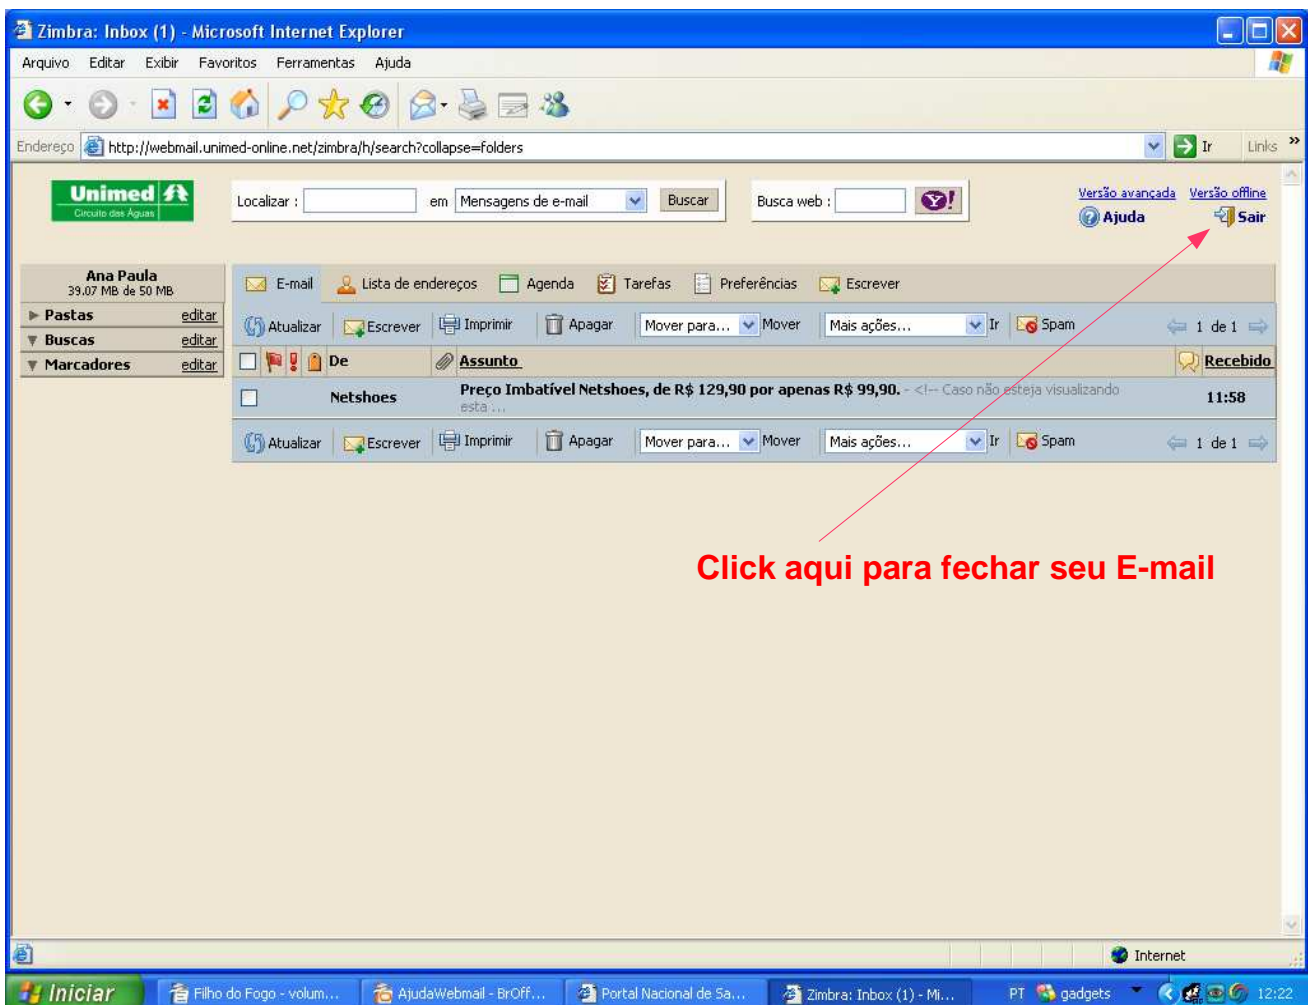 Zimbra: Inbox (1) - Microsoft Internet Explorer
Arquivo Editar Exibir Favoritos Ferramentas Ajuda
Endereço http://webmail.unimed-online.net/zimbra/h/search?collapse=folders Ir Links »
Unimed
Circuito das Águas
Localizar : em Mensagens de e-mail Buscar Busca web : Y!
Versão avançada Versão offline
Ajuda Sair
Ana Paula
39.07 MB de 50 MB
E-mail Lista de endereços Agenda Tarefas Preferências Escrever
Pastas editar
Buscas editar
Marcadores editar
Atualizar Escrever Imprimir Apagar Mover para... Mover Mais ações... Ir Spam 1 de 1
De Assunto Recebido
Netshoes Preço Imbatível Netshoes, de R$ 129,90 por apenas R$ 99,90. - <!-- Caso não esteja visualizando
esta ... 11:58
Atualizar Escrever Imprimir Apagar Mover para... Mover Mais ações... Ir Spam 1 de 1
Click aqui para fechar seu E-mail
Internet
Iniciar Filho do Fogo - volum... AjudaWebmail - BrOff... Portal Nacional de Sa... Zimbra: Inbox (1) - Mi... PT gadgets 12:22